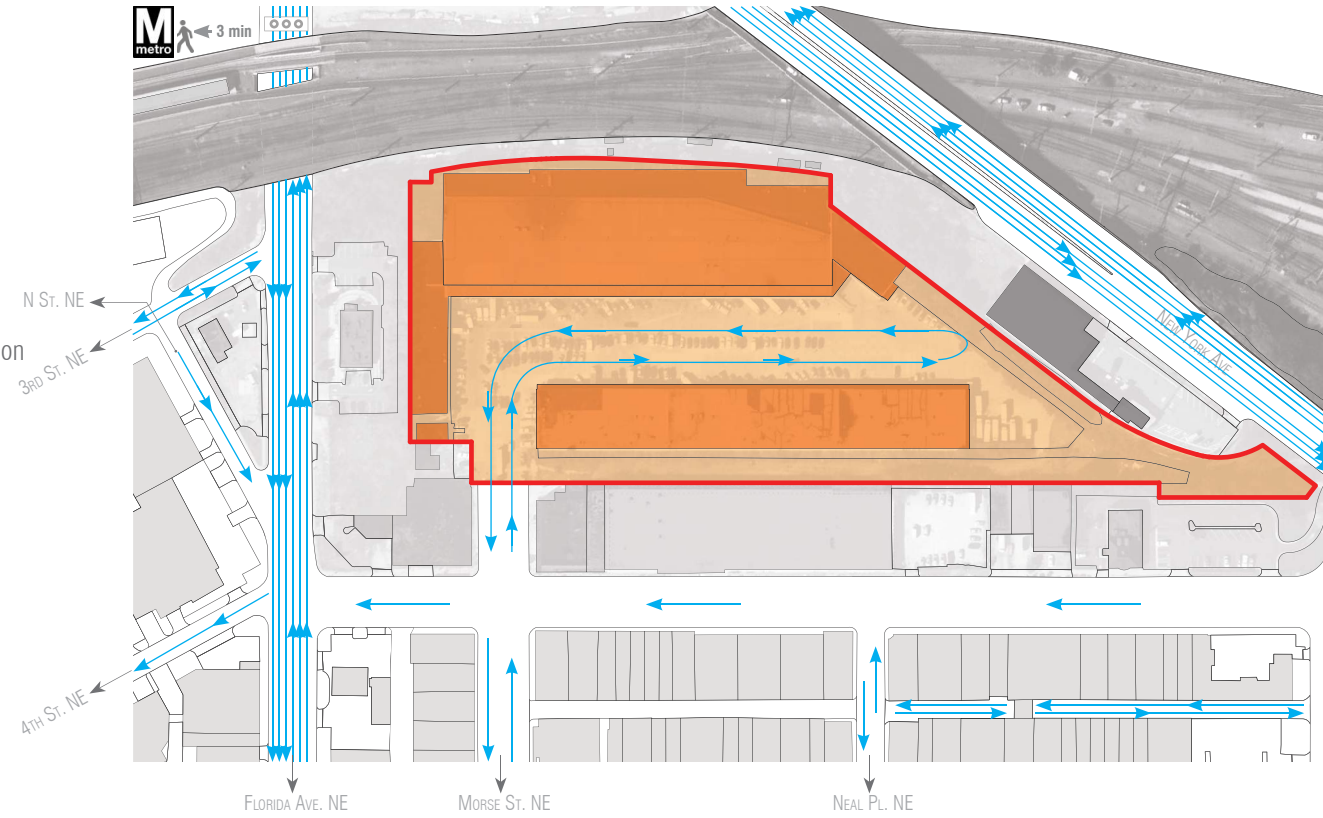 M
metro
3 min
N St. NE
on
3rd St. NE
New York Ave
4th St. NE
Florida Ave. NE
Morse St. NE
Neal Pl. NE